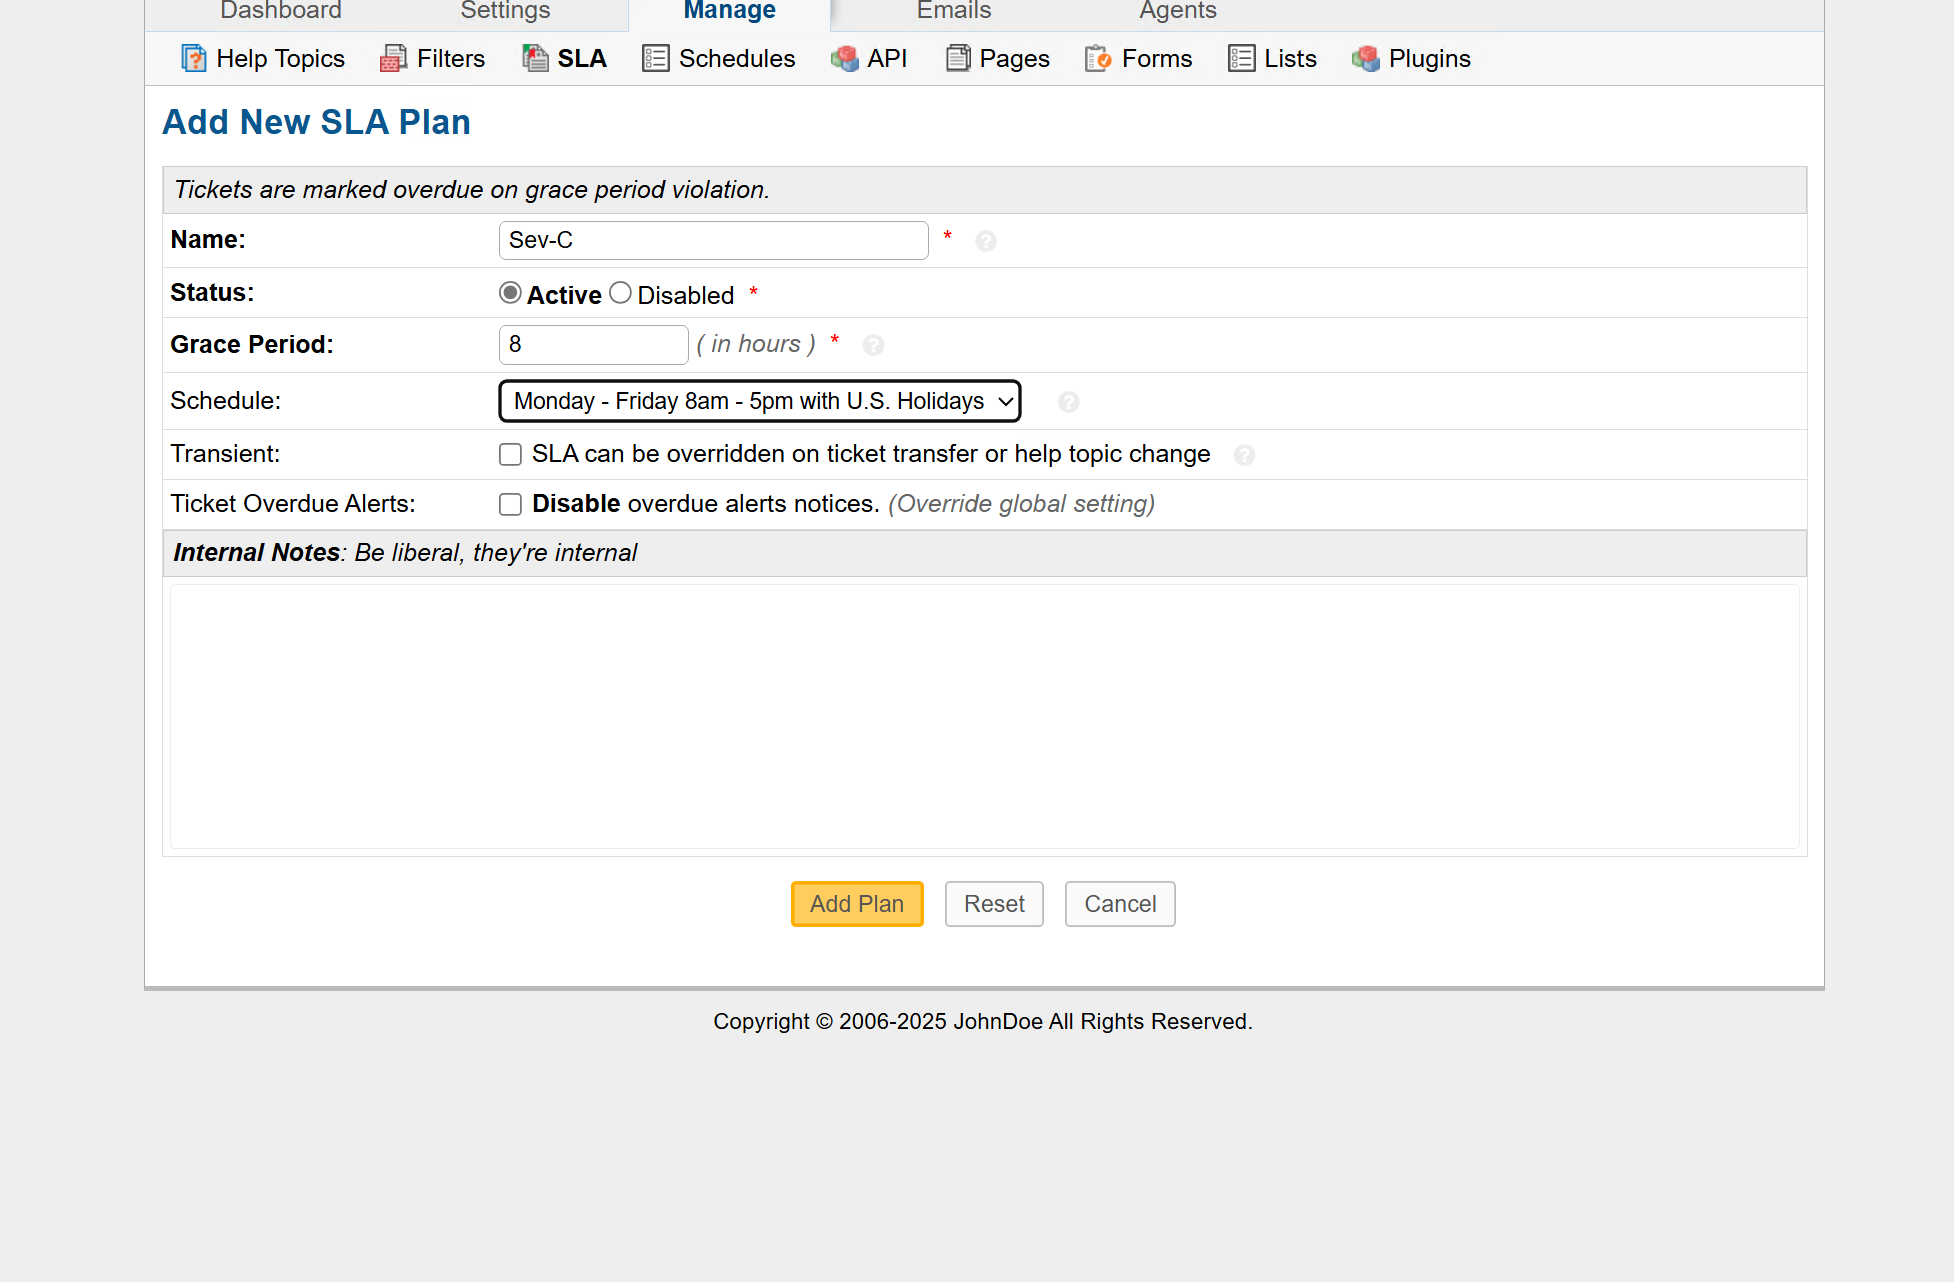 Dashboard Settings Manage Emails Agents
Help Topics Filters SLA Schedules API Pages Forms Lists Plugins
Add New SLA Plan
Tickets are marked overdue on grace period violation.
Name: Sev-C * ?
Status: Active Disabled *
Grace Period: 8 ( in hours ) * ?
Schedule: Monday - Friday 8am - 5pm with U.S. Holidays ?
Transient: SLA can be overridden on ticket transfer or help topic change ?
Ticket Overdue Alerts: Disable overdue alerts notices. (Override global setting)
Internal Notes: Be liberal, they're internal
Add Plan Reset Cancel
Copyright © 2006-2025 JohnDoe All Rights Reserved.